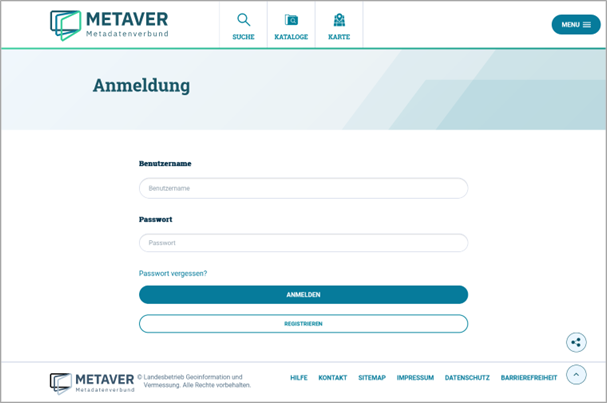 METAVER
Metadatenverbund
SUCHE
KATALOGE
KARTE
MENU
Anmeldung
Benutzername
Benutzername
Passwort
Passwort
Passwort vergessen?
ANMELDEN
REGISTRIEREN
METAVER
Metadatenverbund
© Landesbetrieb Geoinformation und
Vermessung. Alle Rechte vorbehalten.
HILFE
KONTAKT
SITEMAP
IMPRESSUM
DATENSCHUTZ
BARRIEREFREIHEIT